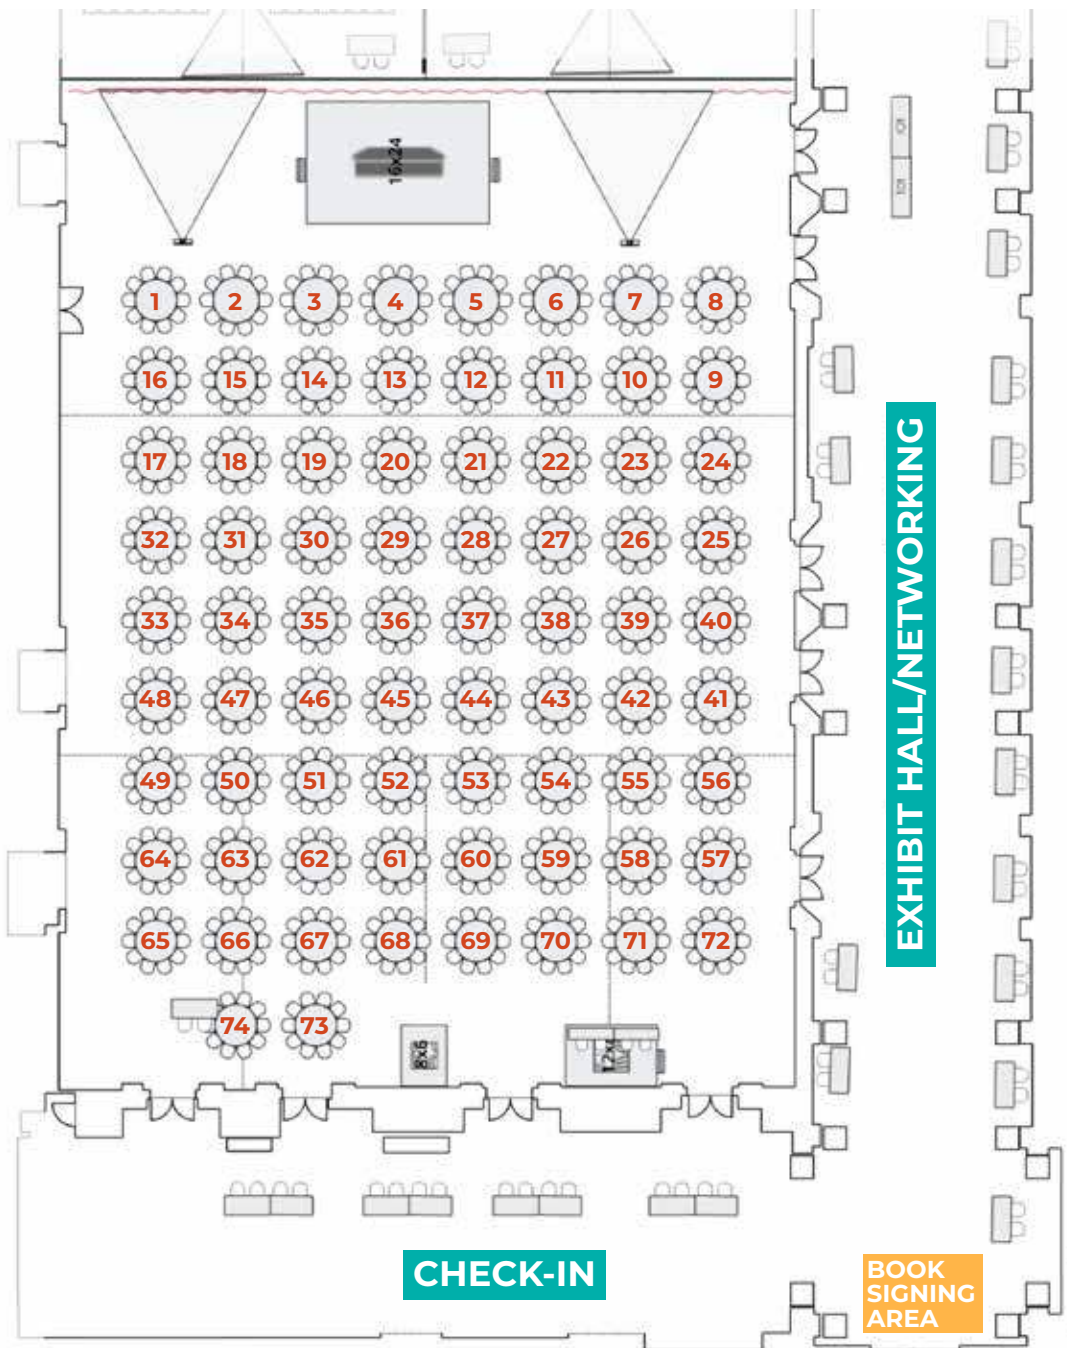 16x24
1 2 3 4 5 6 7 8
16 15 14 13 12 11 10 9
17 18 19 20 21 22 23 24
32 31 30 29 28 27 26 25
33 34 35 36 37 38 39 40
48 47 46 45 44 43 42 41
49 50 51 52 53 54 55 56
64 63 62 61 60 59 58 57
65 66 67 68 69 70 71 72
74 73
8x6
EXHIBIT HALL/NETWORKING
CHECK-IN
BOOK
SIGNING
AREA